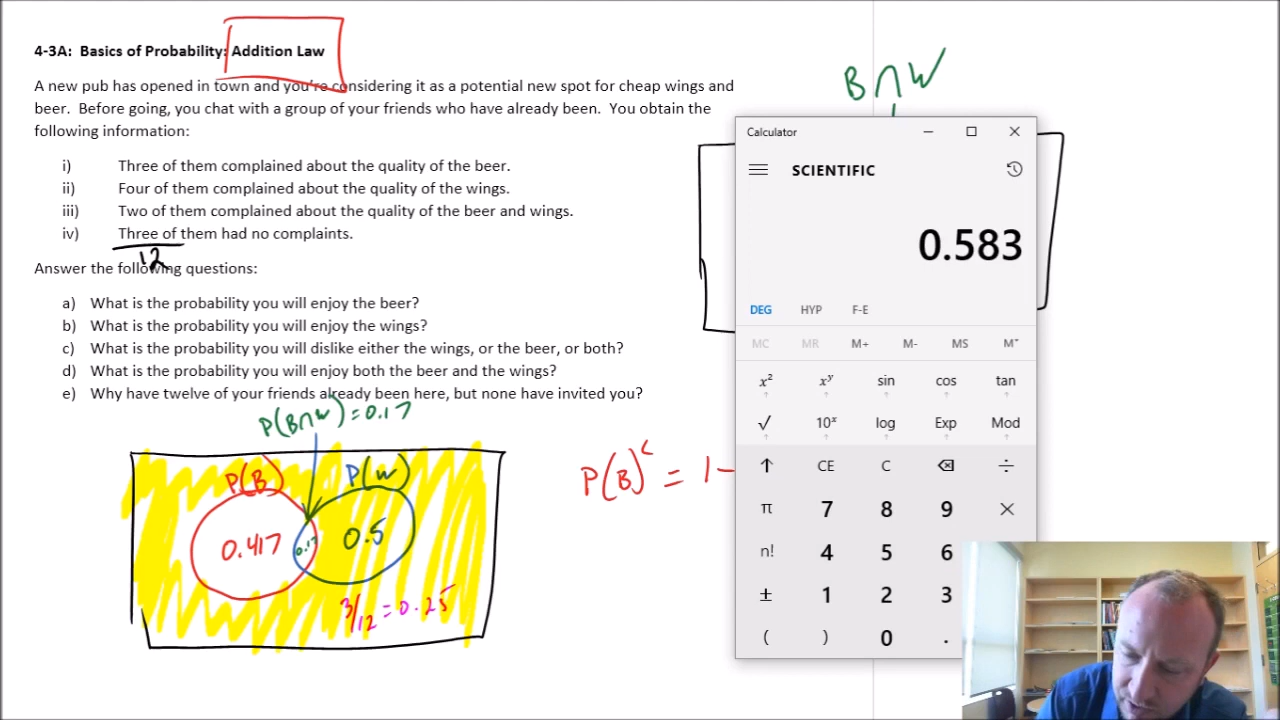 4-3A: Basics of Probability: Addition Law
A new pub has opened in town and you're considering it as a potential new spot for cheap wings and
beer. Before going, you chat with a group of your friends who have already been. You obtain the
following information:
i) Three of them complained about the quality of the beer.
ii) Four of them complained about the quality of the wings.
iii) Two of them complained about the quality of the beer and wings.
iv) Three of them had no complaints.
12
Answer the following questions:
a) What is the probability you will enjoy the beer?
b) What is the probability you will enjoy the wings?
c) What is the probability you will dislike either the wings, or the beer, or both?
d) What is the probability you will enjoy both the beer and the wings?
e) Why have twelve of your friends already been here, but none have invited you?
P(B∩W) = 0.17
P(B) P(W)
0.417 0.17 0.5
3/12 = 0.25
P(B)ᶜ = 1-
B∩W
Calculator
SCIENTIFIC
0.583
DEG HYP F-E
MC MR M+ M- MS M˅
x² xʸ sin cos tan
√ 10ˣ log Exp Mod
↑ CE C ⌫ ÷
π 7 8 9 ×
n! 4 5 6
± 1 2 3
( ) 0 .